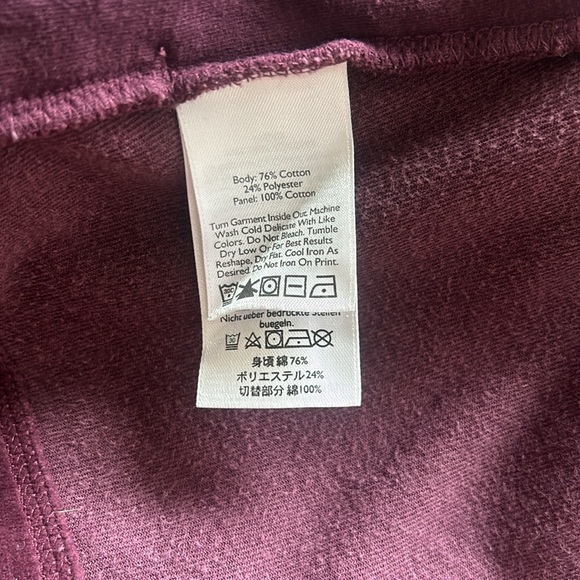 Body: 76% Cotton
24% Polyester
Panel: 100% Cotton
Turn Garment Inside Out. Machine
Wash Cold Delicate With Like
Colors. Do Not Bleach. Tumble
Dry Low Or For Best Results
Reshape, Dry Flat. Cool Iron As
Desired Do Not Iron On Print.
30C
Nicht ueber bedruckte Stellen
buegeln.
30
身頃 綿 76%
ポリエステル24%
切替部分 綿100%